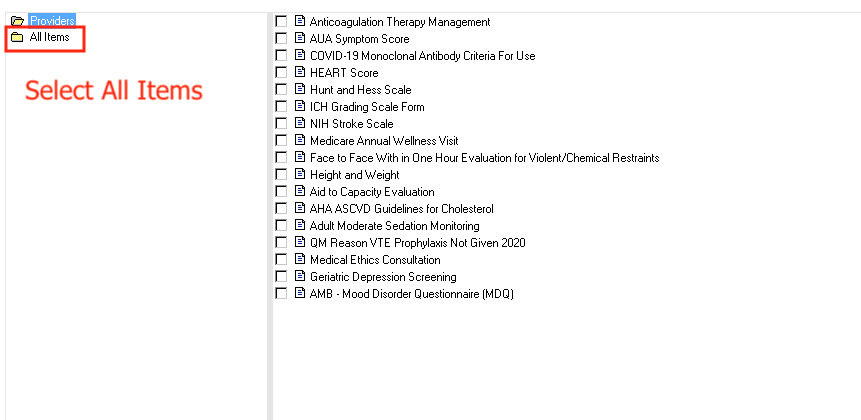 Providers
All Items
Select All Items
Anticoagulation Therapy Management
AUA Symptom Score
COVID-19 Monoclonal Antibody Criteria For Use
HEART Score
Hunt and Hess Scale
ICH Grading Scale Form
NIH Stroke Scale
Medicare Annual Wellness Visit
Face to Face With in One Hour Evaluation for Violent/Chemical Restraints
Height and Weight
Aid to Capacity Evaluation
AHA ASCVD Guidelines for Cholesterol
Adult Moderate Sedation Monitoring
QM Reason VTE Prophylaxis Not Given 2020
Medical Ethics Consultation
Geriatric Depression Screening
AMB - Mood Disorder Questionnaire (MDQ)